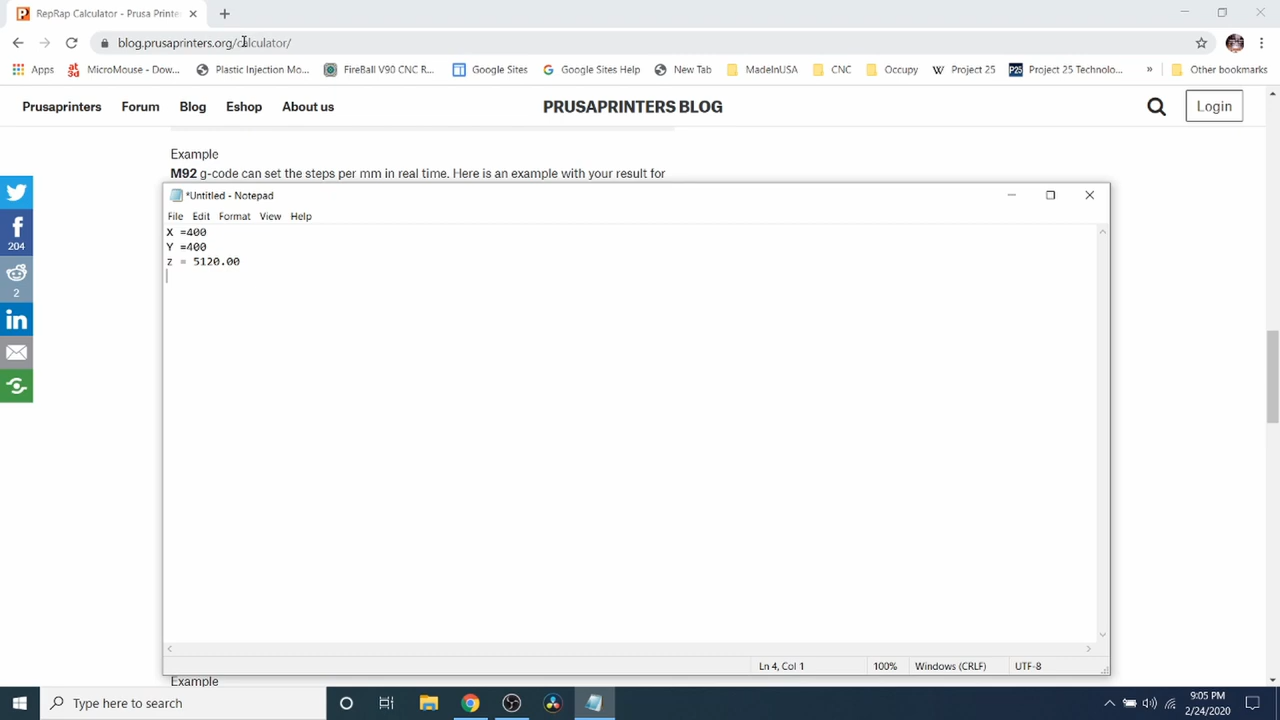 RepRap Calculator - Prusa Printe
blog.prusaprinters.org/calculator/
Apps
MicroMouse - Dow...
Plastic Injection Mo...
FireBall V90 CNC R...
Google Sites
Google Sites Help
New Tab
MadeInUSA
CNC
Occupy
Project 25
Project 25 Technolo...
»
Other bookmarks
Prusaprinters
Forum
Blog
Eshop
About us
PRUSAPRINTERS BLOG
Login
Example
M92 g-code can set the steps per mm in real time. Here is an example with your result for
204
2
*Untitled - Notepad
File Edit Format View Help
X =400
Y =400
z = 5120.00
Ln 4, Col 1
100%
Windows (CRLF)
UTF-8
Example
Type here to search
9:05 PM
2/24/2020